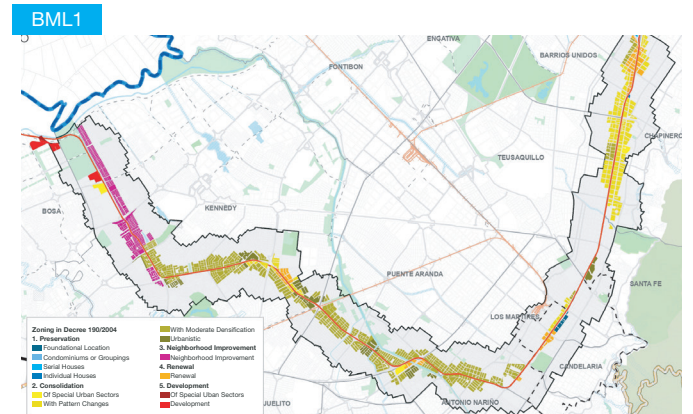 BML1
ENGATIVA
BARRIOS UNIDOS
FONTIBON
CHAPINERO
TEUSAQUILLO
BOSA
KENNEDY
PUENTE ARANDA
SANTA FE
LOS MARTIRES
CANDELARIA
ANTONIO NARIÑO
UJUELITO
Zoning in Decree 190/2004
1. Preservation
Foundational Location
Condominiums or Groupings
Serial Houses
Individual Houses
2. Consolidation
Of Special Urban Sectors
With Pattern Changes
With Moderate Densification
Urbanistic
3. Neighborhood Improvement
Neighborhood Improvement
4. Renewal
Renewal
5. Development
Of Special Uban Sectors
Development